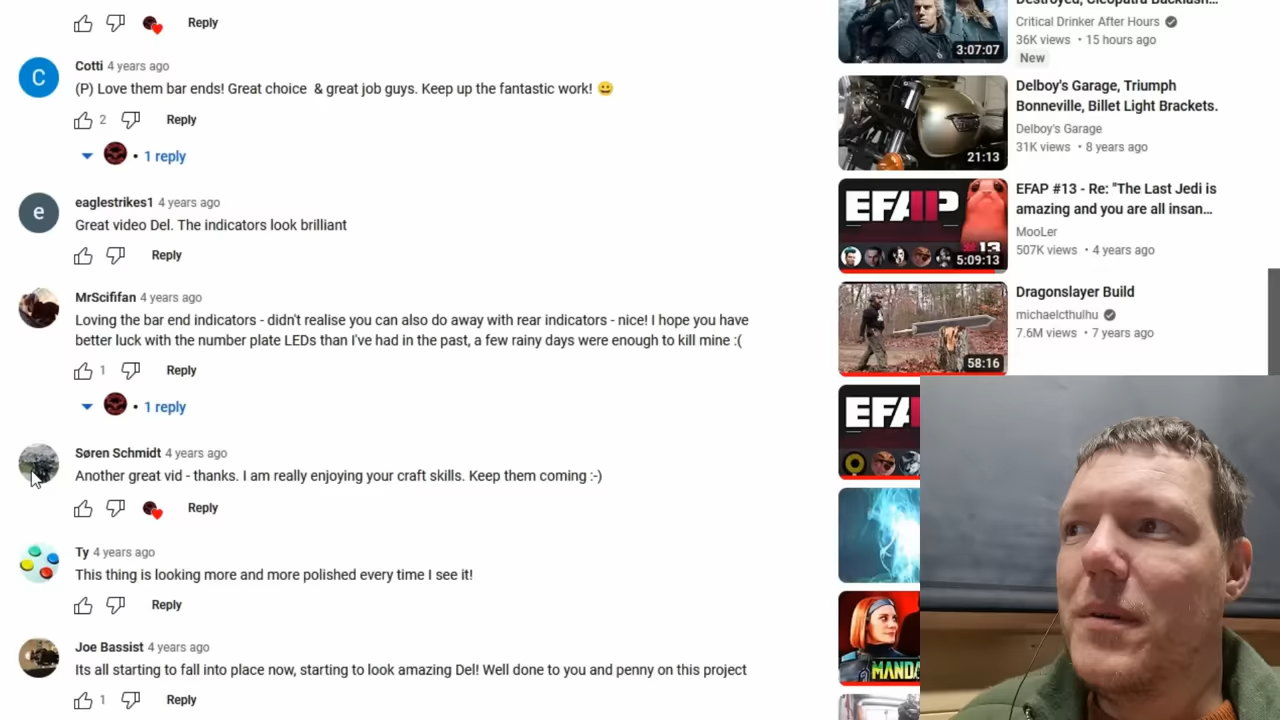 Reply
Cotti 4 years ago
(P) Love them bar ends! Great choice & great job guys. Keep up the fantastic work! 😀
2 Reply
1 reply
eaglestrikes1 4 years ago
Great video Del. The indicators look brilliant
Reply
MrScififan 4 years ago
Loving the bar end indicators - didn't realise you can also do away with rear indicators - nice! I hope you have
better luck with the number plate LEDs than I've had in the past, a few rainy days were enough to kill mine :(
1 Reply
1 reply
Søren Schmidt 4 years ago
Another great vid - thanks. I am really enjoying your craft skills. Keep them coming :-)
Reply
Ty 4 years ago
This thing is looking more and more polished every time I see it!
Reply
Joe Bassist 4 years ago
Its all starting to fall into place now, starting to look amazing Del! Well done to you and penny on this project
1 Reply
Destroyed, Cleopatra Backlash...
Critical Drinker After Hours
36K views • 15 hours ago
New
3:07:07
Delboy's Garage, Triumph
Bonneville, Billet Light Brackets.
Delboy's Garage
31K views • 8 years ago
21:13
EFAP #13 - Re: "The Last Jedi is
amazing and you are all insan...
MooLer
507K views • 4 years ago
EFAP
#13
5:09:13
Dragonslayer Build
michaelcthulhu
7.6M views • 7 years ago
58:16
C
e